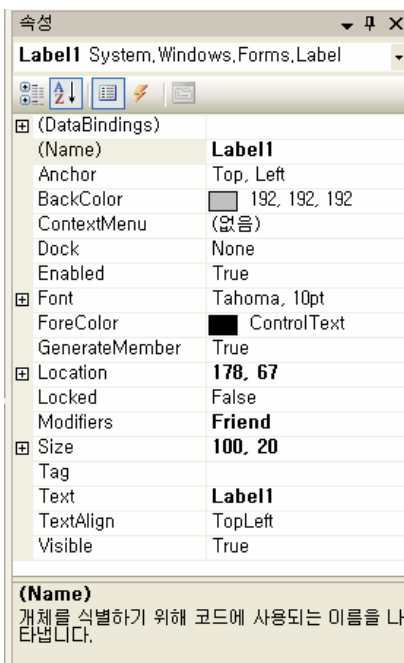 속성
Label1 System.Windows.Forms.Label
(DataBindings)
(Name) Label1
Anchor Top, Left
BackColor 192, 192, 192
ContextMenu (없음)
Dock None
Enabled True
Font Tahoma, 10pt
ForeColor ControlText
GenerateMember True
Location 178, 67
Locked False
Modifiers Friend
Size 100, 20
Tag
Text Label1
TextAlign TopLeft
Visible True
(Name)
개체를 식별하기 위해 코드에 사용되는 이름을 나
타냅니다.